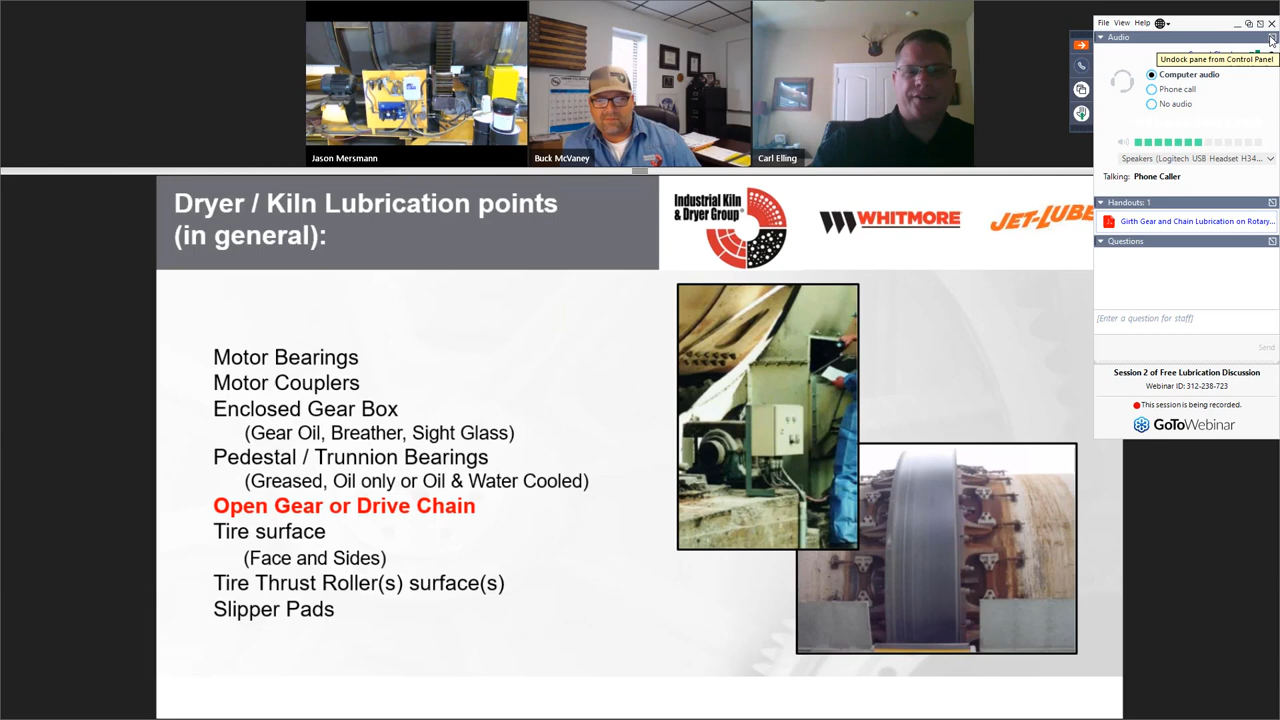 Jason Mersmann
Buck McVaney
Carl Elling
File View Help
Audio
Undock pane from Control Panel
Computer audio
Phone call
No audio
Speakers (Logitech USB Headset H34...
Talking: Phone Caller
Handouts: 1
Girth Gear and Chain Lubrication on Rotary...
Questions
[Enter a question for staff]
Send
Session 2 of Free Lubrication Discussion
Webinar ID: 312-238-723
This session is being recorded.
GoToWebinar
Dryer / Kiln Lubrication points
(in general):
Industrial Kiln
& Dryer Group
WHITMORE
JET-LUBE
Motor Bearings
Motor Couplers
Enclosed Gear Box
(Gear Oil, Breather, Sight Glass)
Pedestal / Trunnion Bearings
(Greased, Oil only or Oil & Water Cooled)
Open Gear or Drive Chain
Tire surface
(Face and Sides)
Tire Thrust Roller(s) surface(s)
Slipper Pads